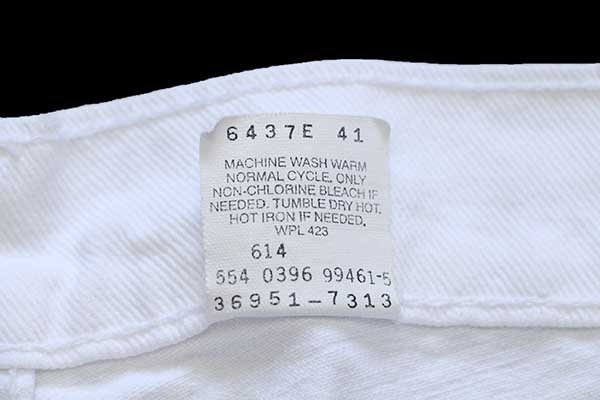 6437E 41
MACHINE WASH WARM
NORMAL CYCLE, ONLY
NON-CHLORINE BLEACH IF
NEEDED. TUMBLE DRY HOT.
HOT IRON IF NEEDED.
WPL 423
614
554 0396 99461-5
36951-7313